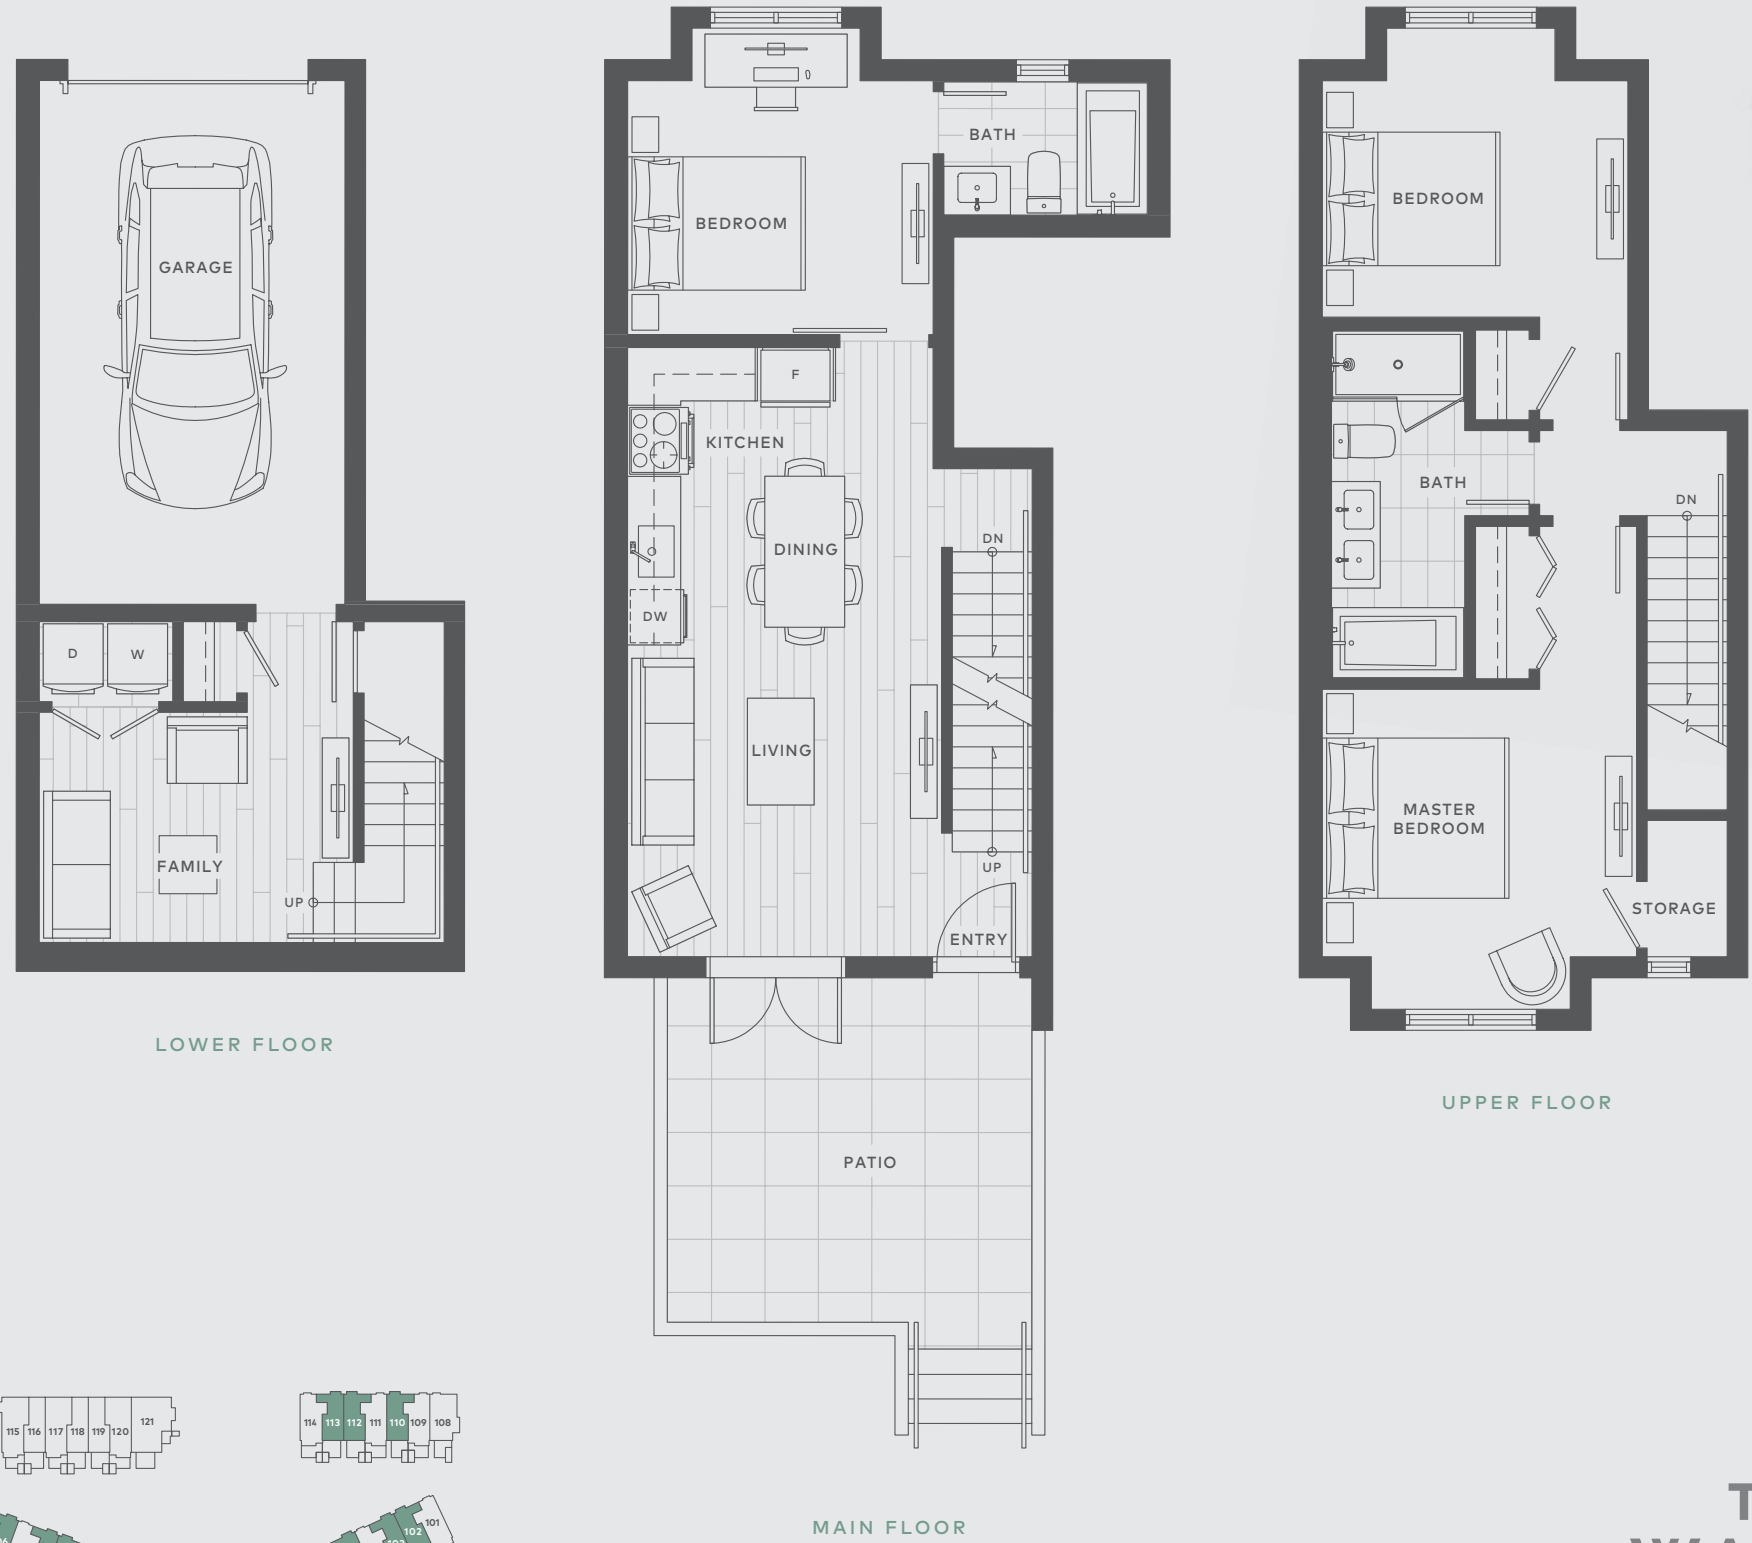 GARAGE
D
W
FAMILY
UP
LOWER FLOOR
BATH
BEDROOM
F
KITCHEN
DINING
DN
DW
LIVING
UP
ENTRY
PATIO
MAIN FLOOR
BEDROOM
BATH
DN
MASTER
BEDROOM
STORAGE
UPPER FLOOR
115 116 117 118 119 120 121
114 113 112 111 110 109 108
102 101